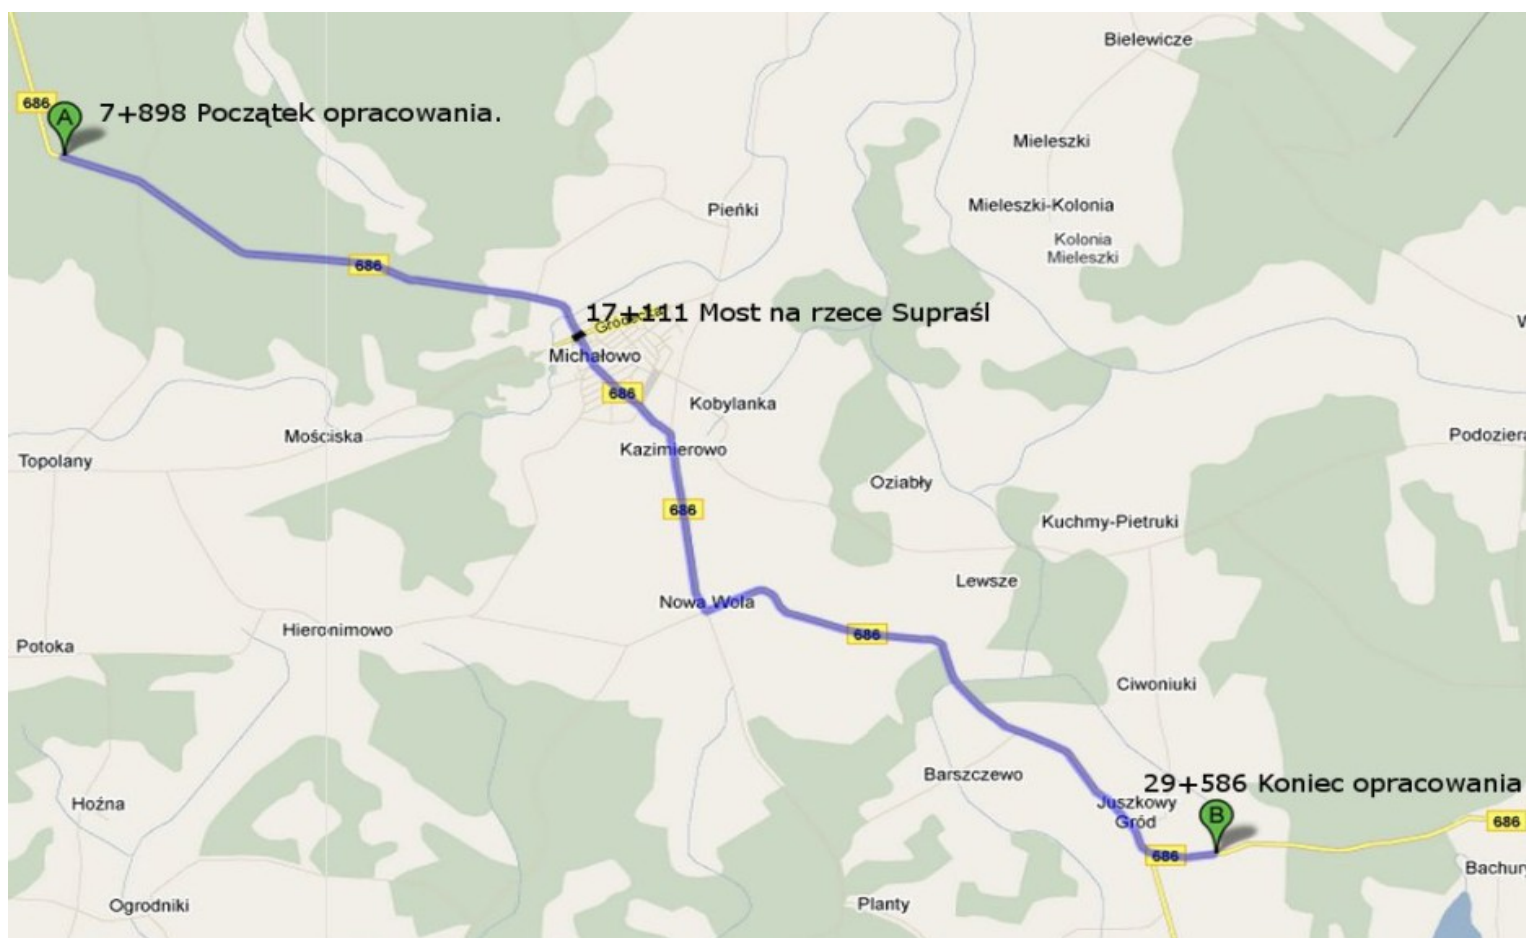 Bielewicze
686
A
7+898 Początek opracowania.
Mieleszki
Mieleszki-Kolonia
Pieńki
Kolonia
Mieleszki
686
17+111 Most na rzece Supraśl
Michałowo
686
Kobylanka
Mościska
Kazimierowo
Topolany
Oziabły
686
Kuchmy-Pietruki
Lewsze
Nowa Wola
Hieronimowo
686
Potoka
Ciwoniuki
Barszczewo
29+586 Koniec opracowania
Hoźna
Juszkowy
Gród
B
686
686
Ogrodniki
Planty